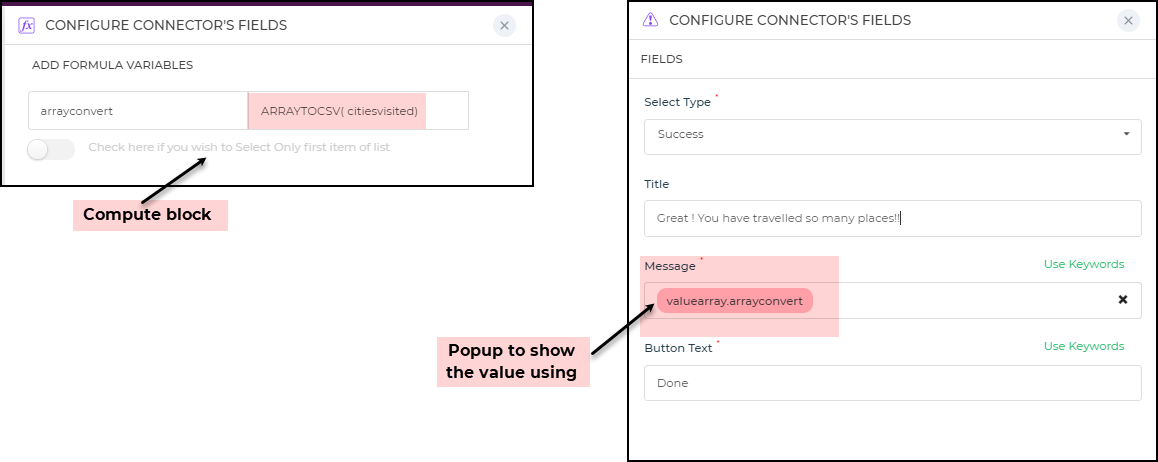 fx CONFIGURE CONNECTOR'S FIELDS
ADD FORMULA VARIABLES
arrayconvert ARRAYTOCSV( citiesvisited)
Check here if you wish to Select Only first item of list
Compute block
CONFIGURE CONNECTOR'S FIELDS
FIELDS
Select Type *
Success
Title
Great ! You have travelled so many places!!
Message * Use Keywords
valuearray.arrayconvert
Popup to show
the value using
Button Text * Use Keywords
Done